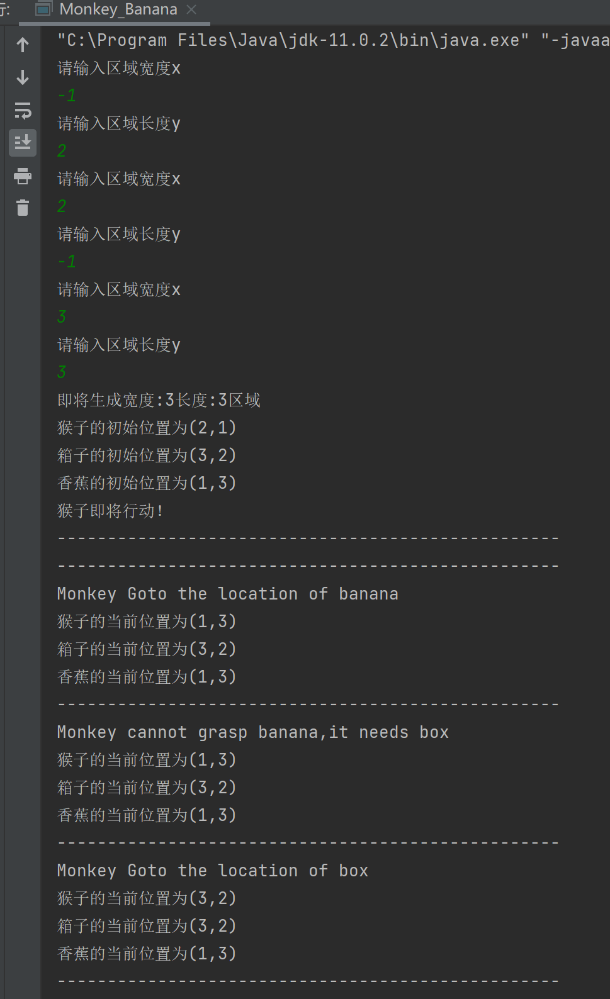 行:
Monkey_Banana
"C:\Program Files\Java\jdk-11.0.2\bin\java.exe" "-javaa
请输入区域宽度x
-1
请输入区域长度y
2
请输入区域宽度x
2
请输入区域长度y
-1
请输入区域宽度x
3
请输入区域长度y
3
即将生成宽度:3长度:3区域
猴子的初始位置为(2,1)
箱子的初始位置为(3,2)
香蕉的初始位置为(1,3)
猴子即将行动!
--------------------------------------------------
--------------------------------------------------
Monkey Goto the location of banana
猴子的当前位置为(1,3)
箱子的当前位置为(3,2)
香蕉的当前位置为(1,3)
--------------------------------------------------
Monkey cannot grasp banana,it needs box
猴子的当前位置为(1,3)
箱子的当前位置为(3,2)
香蕉的当前位置为(1,3)
--------------------------------------------------
Monkey Goto the location of box
猴子的当前位置为(3,2)
箱子的当前位置为(3,2)
香蕉的当前位置为(1,3)
--------------------------------------------------